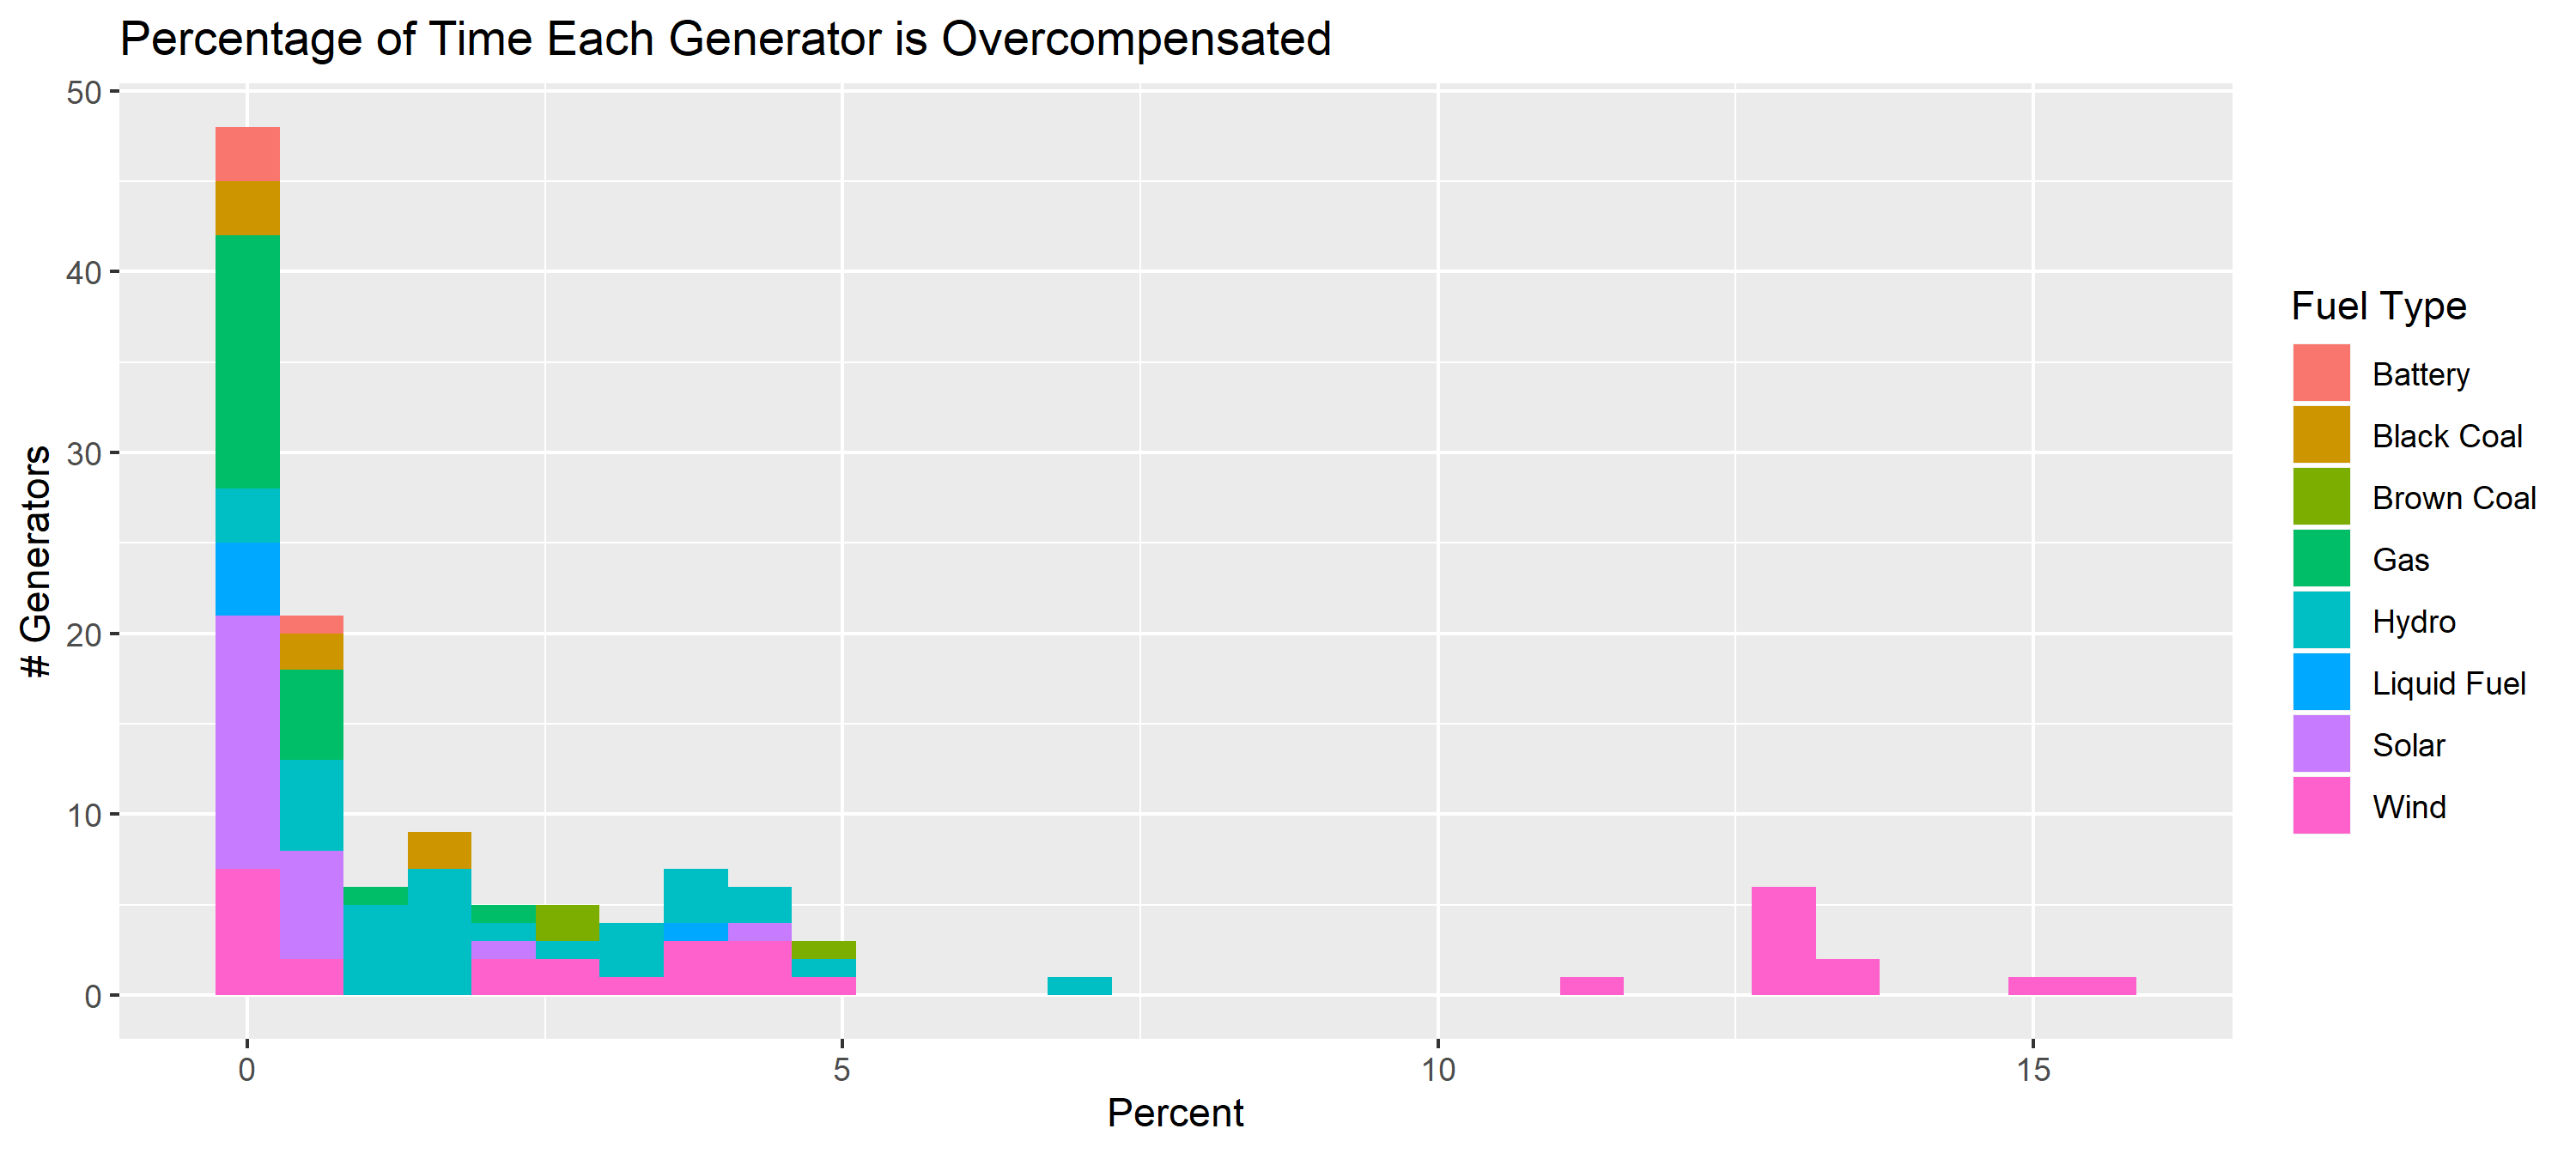 Percentage of Time Each Generator is Overcompensated
50
40
30
20
10
0
# Generators
0 5 10 15
Percent
Fuel Type
Battery
Black Coal
Brown Coal
Gas
Hydro
Liquid Fuel
Solar
Wind